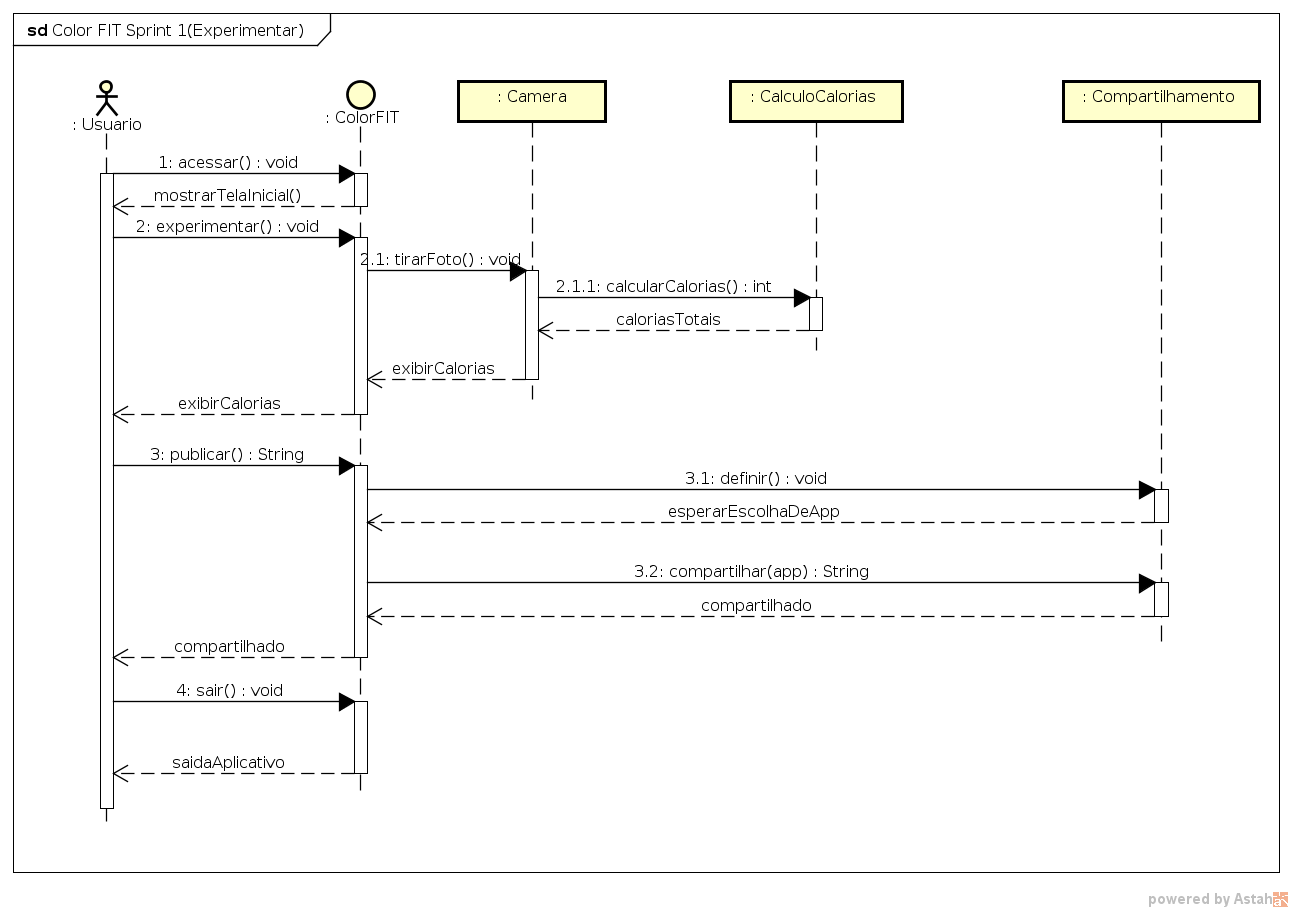 sd Color FIT Sprint 1(Experimentar)
: Usuario
: ColorFIT
: Camera
: CalculoCalorias
: Compartilhamento
1: acessar() : void
mostrarTelaInicial()
2: experimentar() : void
2.1: tirarFoto() : void
2.1.1: calcularCalorias() : int
caloriasTotais
exibirCalorias
exibirCalorias
3: publicar() : String
3.1: definir() : void
esperarEscolhaDeApp
3.2: compartilhar(app) : String
compartilhado
compartilhado
4: sair() : void
saidaAplicativo
powered by Astah